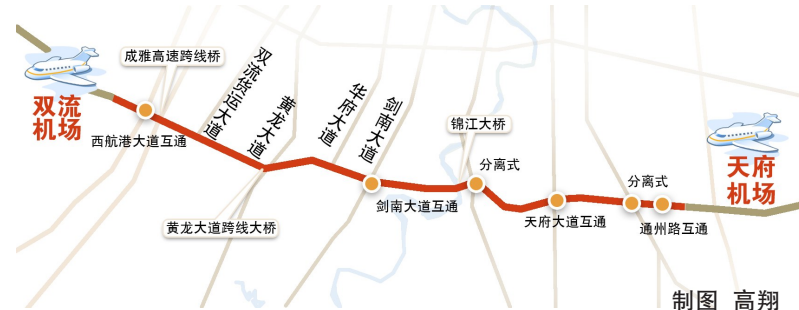 成雅高速跨线桥
双流
机场
西航港大道互通
双流货运大道
黄龙大道
华府大道
剑南大道
锦江大桥
分离式
剑南大道互通
黄龙大道跨线大桥
天府大道互通
分离式
通州路互通
天府
机场
制图 高翔